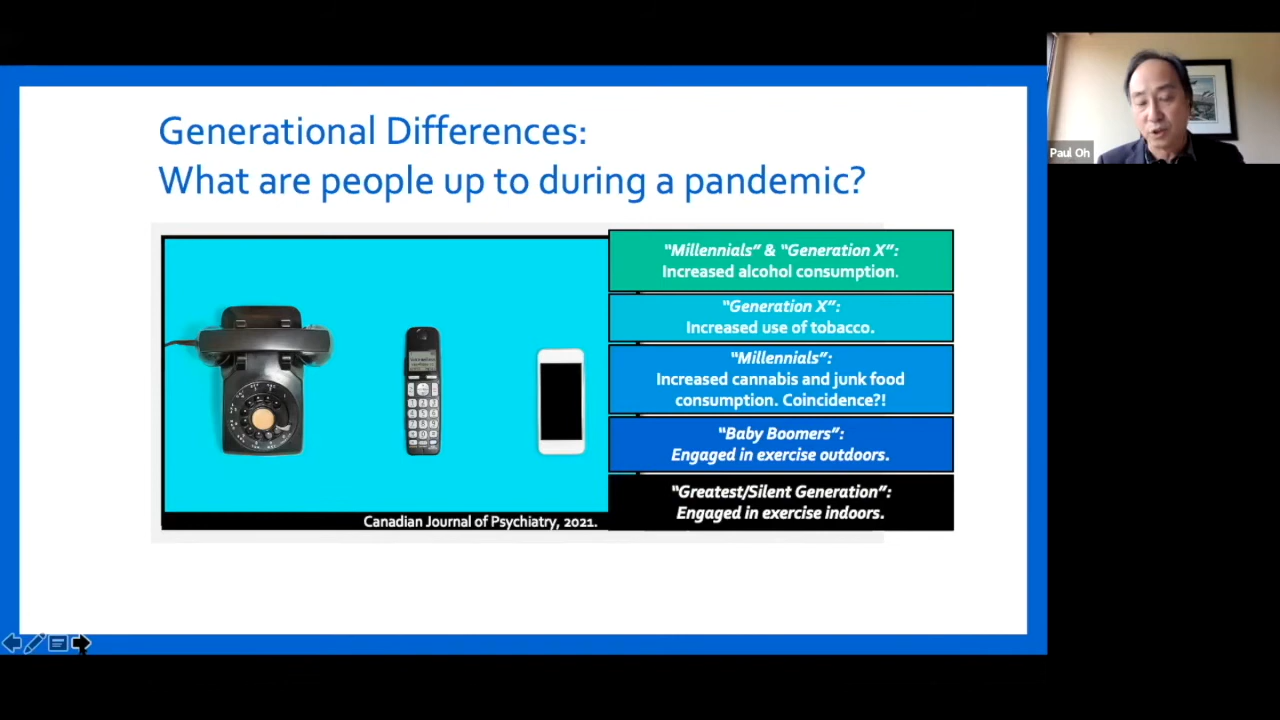 Generational Differences:
What are people up to during a pandemic?
"Millennials" & "Generation X":
Increased alcohol consumption.
"Generation X":
Increased use of tobacco.
"Millennials":
Increased cannabis and junk food
consumption. Coincidence?!
"Baby Boomers":
Engaged in exercise outdoors.
"Greatest/Silent Generation":
Engaged in exercise indoors.
Canadian Journal of Psychiatry, 2021.
Paul Oh